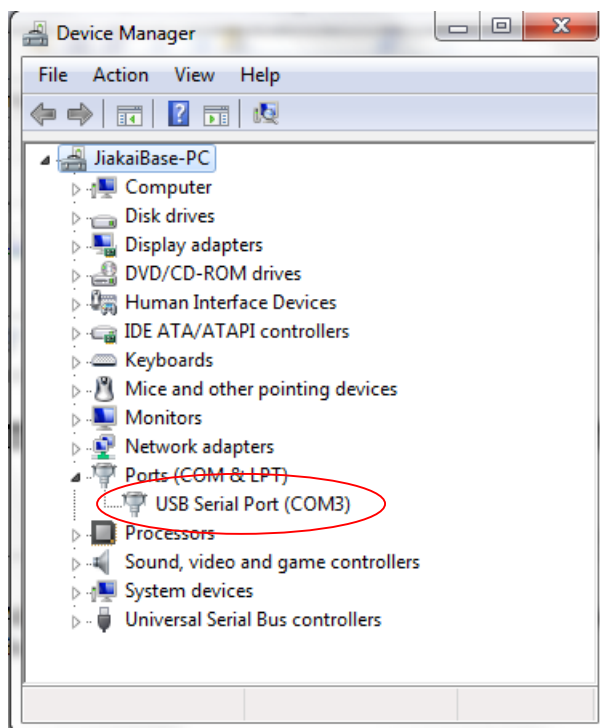 Device Manager
File Action View Help
JiakaiBase-PC
Computer
Disk drives
Display adapters
DVD/CD-ROM drives
Human Interface Devices
IDE ATA/ATAPI controllers
Keyboards
Mice and other pointing devices
Monitors
Network adapters
Ports (COM & LPT)
USB Serial Port (COM3)
Processors
Sound, video and game controllers
System devices
Universal Serial Bus controllers